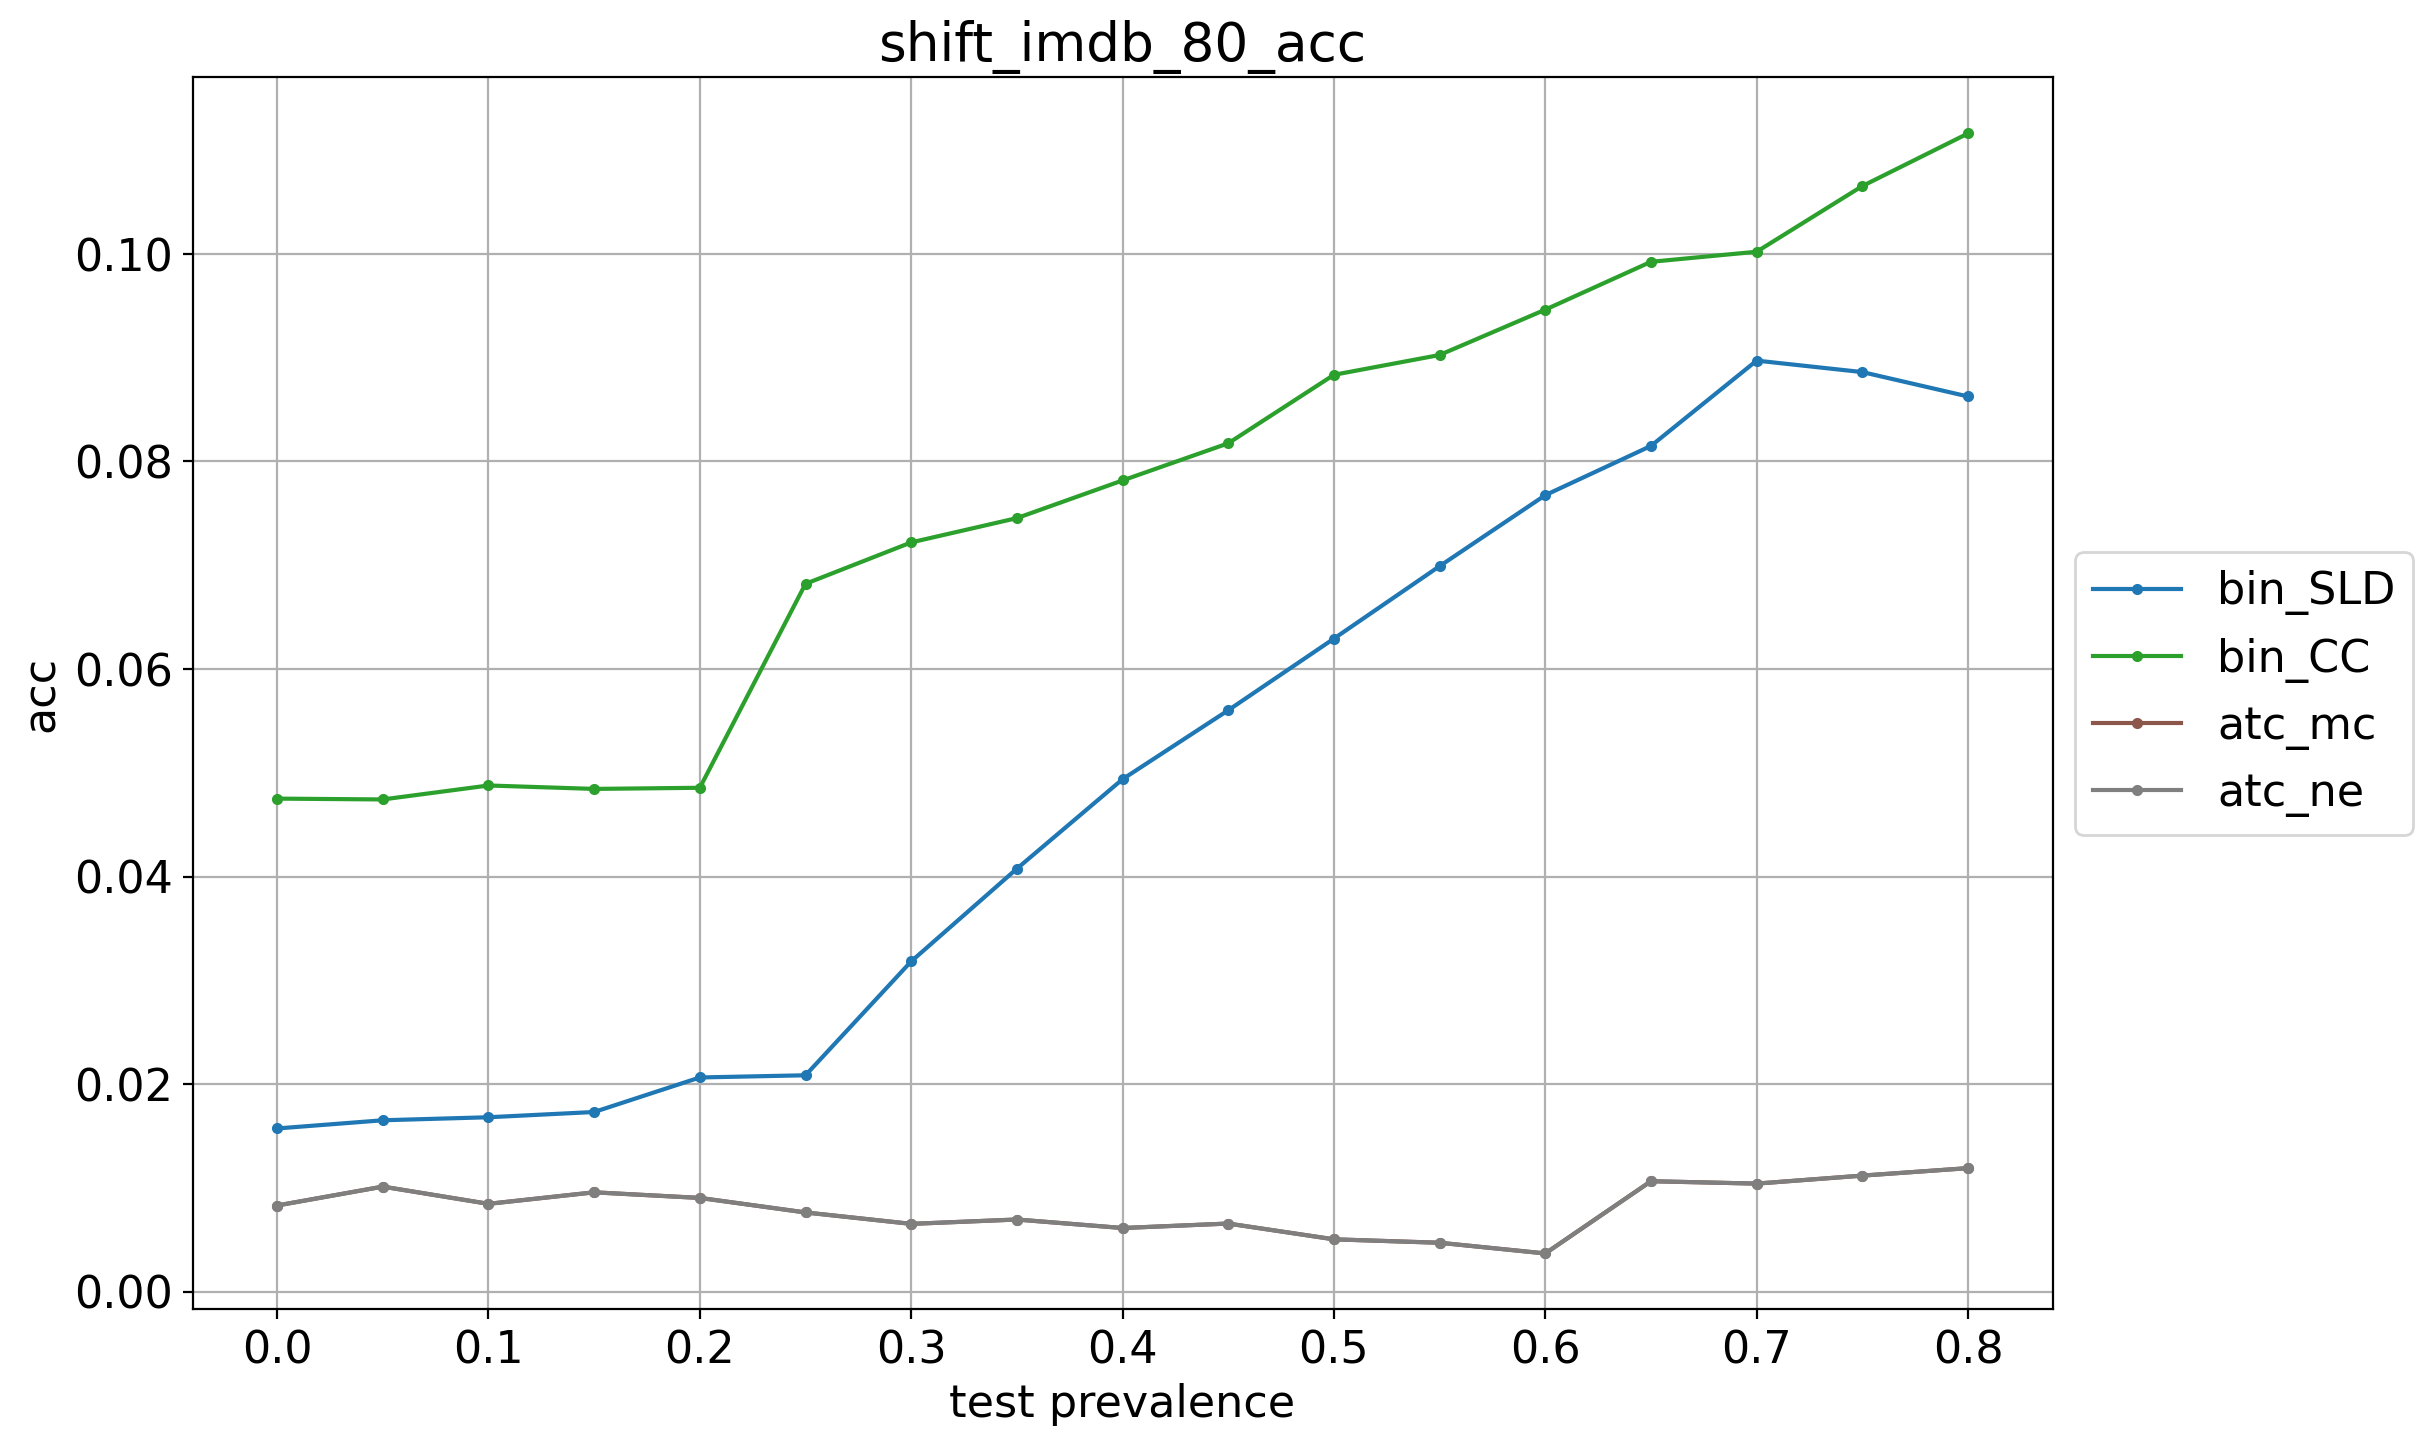 shift_imdb_80_acc
acc
0.10
0.08
0.06
0.04
0.02
0.00
0.0 0.1 0.2 0.3 0.4 0.5 0.6 0.7 0.8
test prevalence
bin_SLD
bin_CC
atc_mc
atc_ne